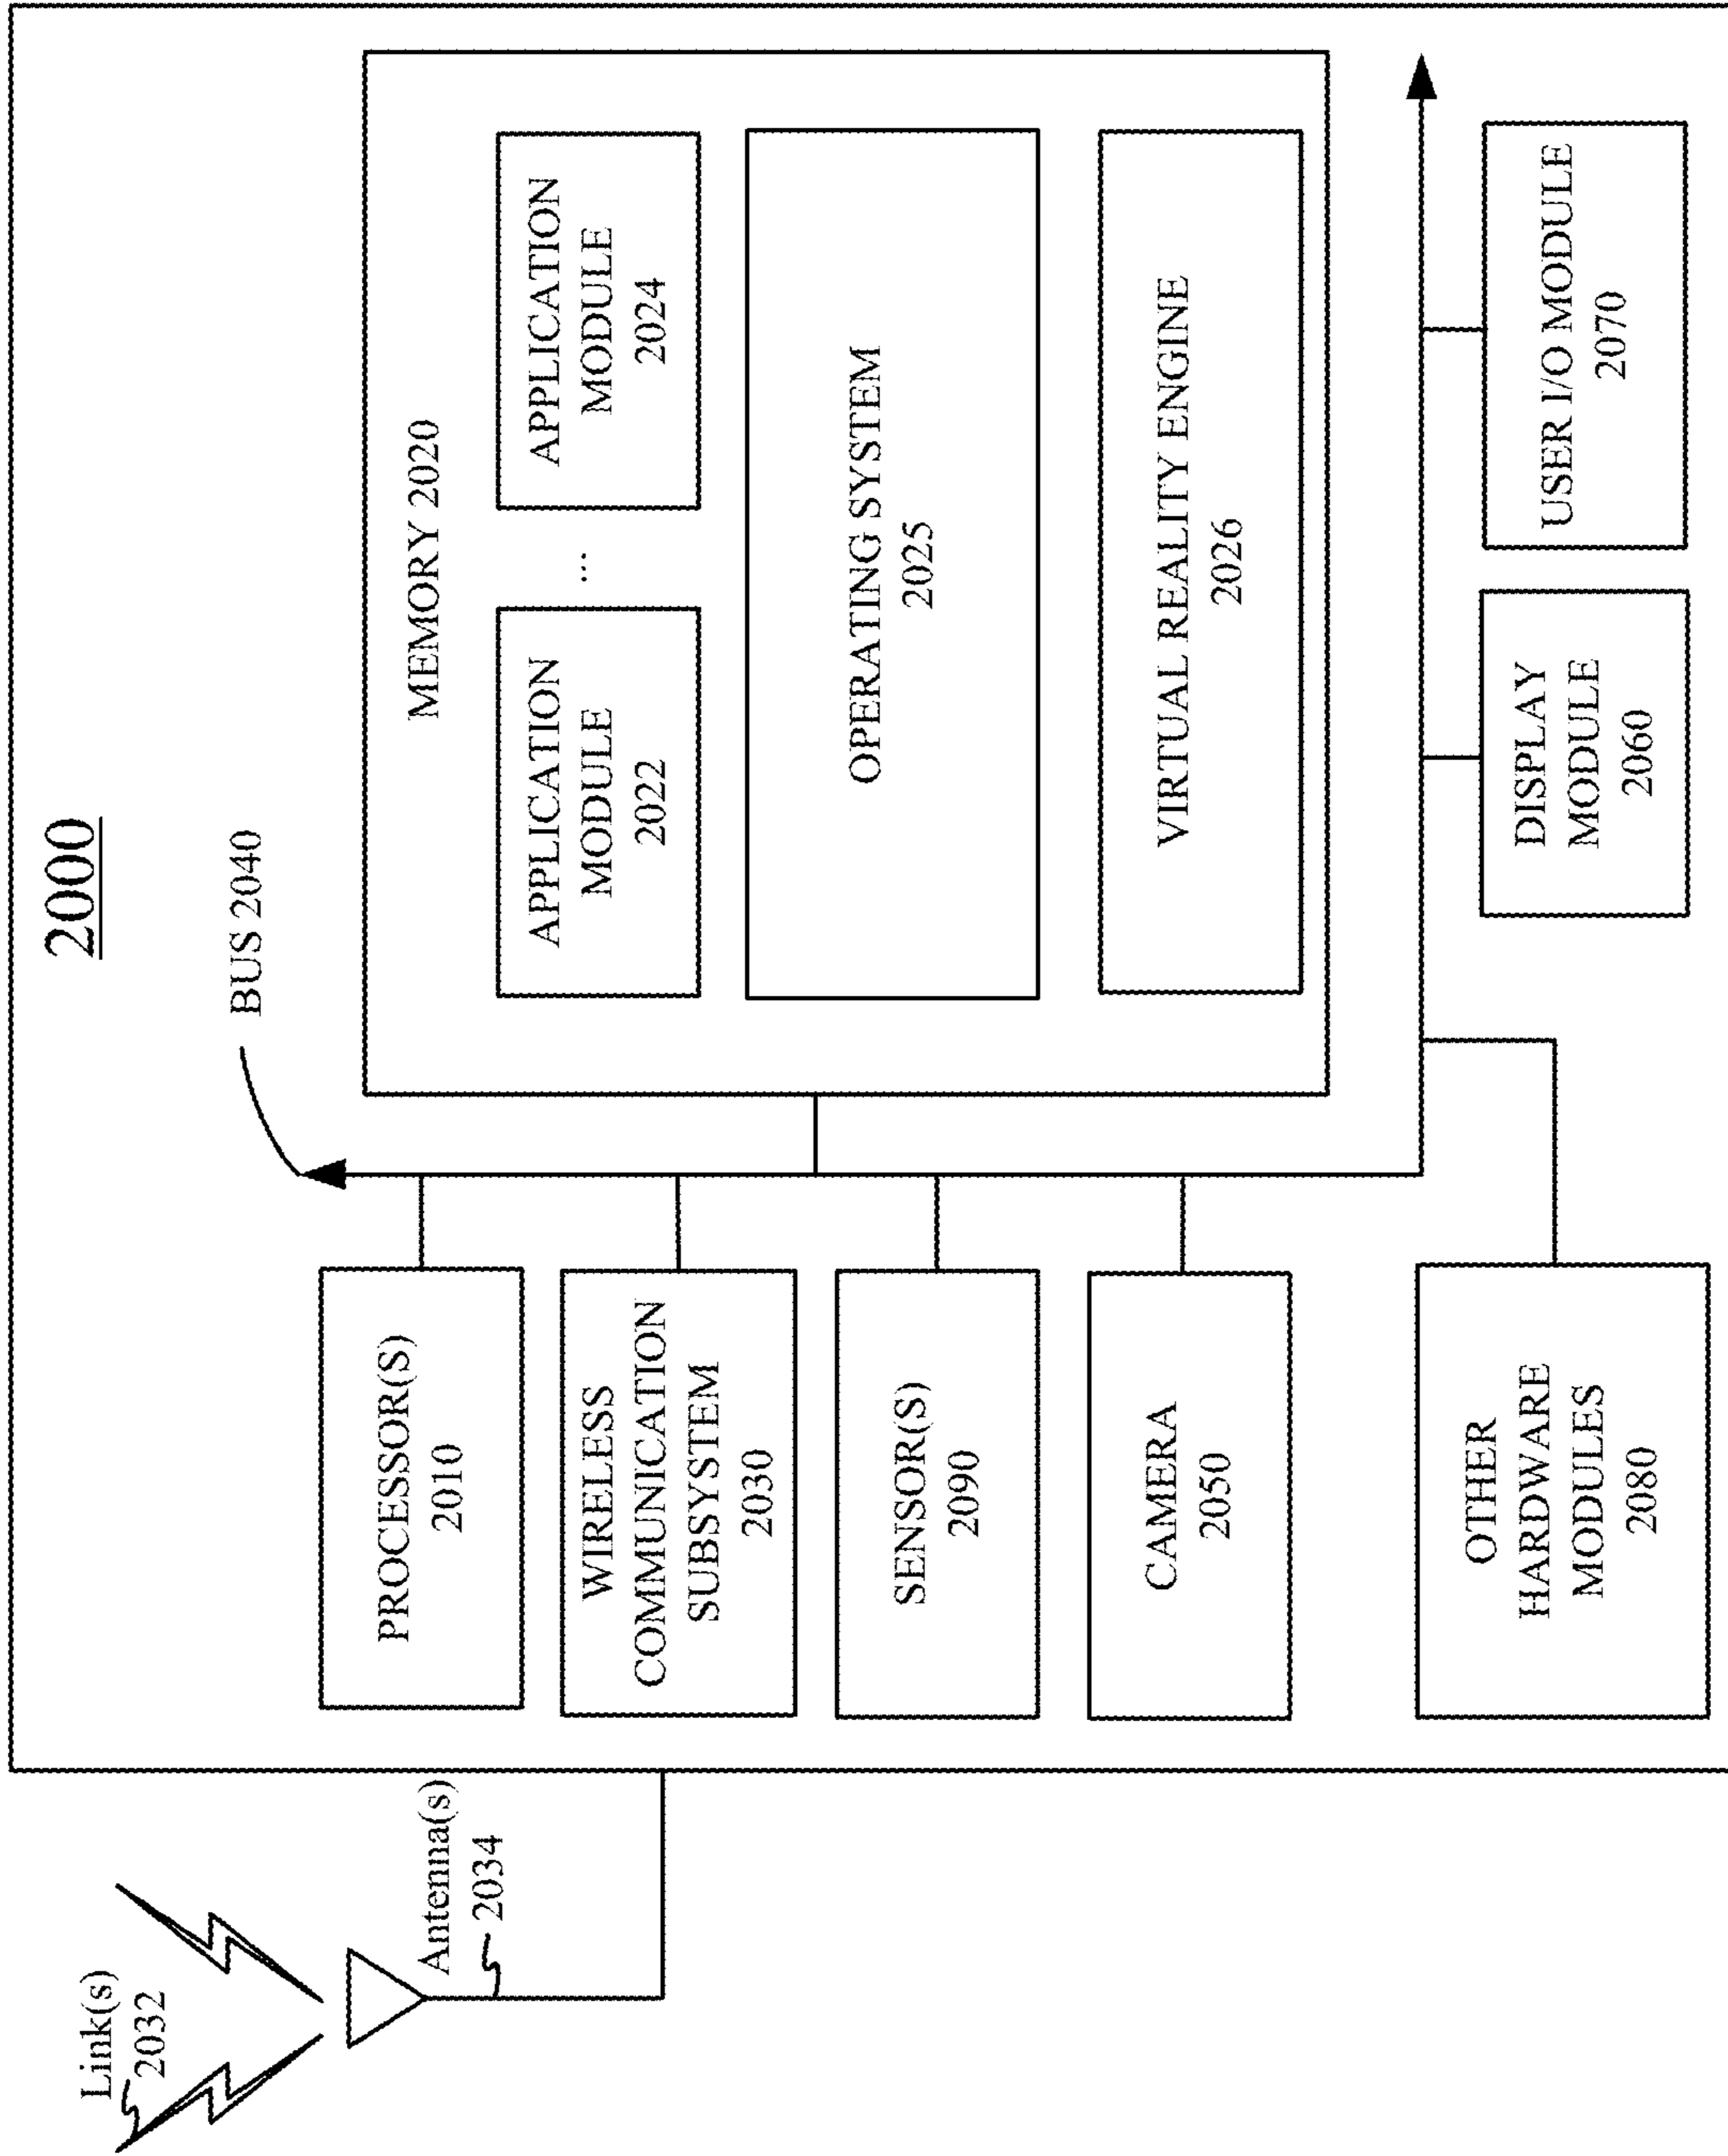 2000
Link(s)
2032
Antenna(s)
2034
BUS 2040
PROCESSOR(S)
2010
WIRELESS
COMMUNICATION
SUBSYSTEM
2030
SENSOR(S)
2090
CAMERA
2050
OTHER
HARDWARE
MODULES
2080
MEMORY 2020
APPLICATION
MODULE
2022
...
APPLICATION
MODULE
2024
OPERATING SYSTEM
2025
VIRTUAL REALITY ENGINE
2026
DISPLAY
MODULE
2060
USER I/O MODULE
2070